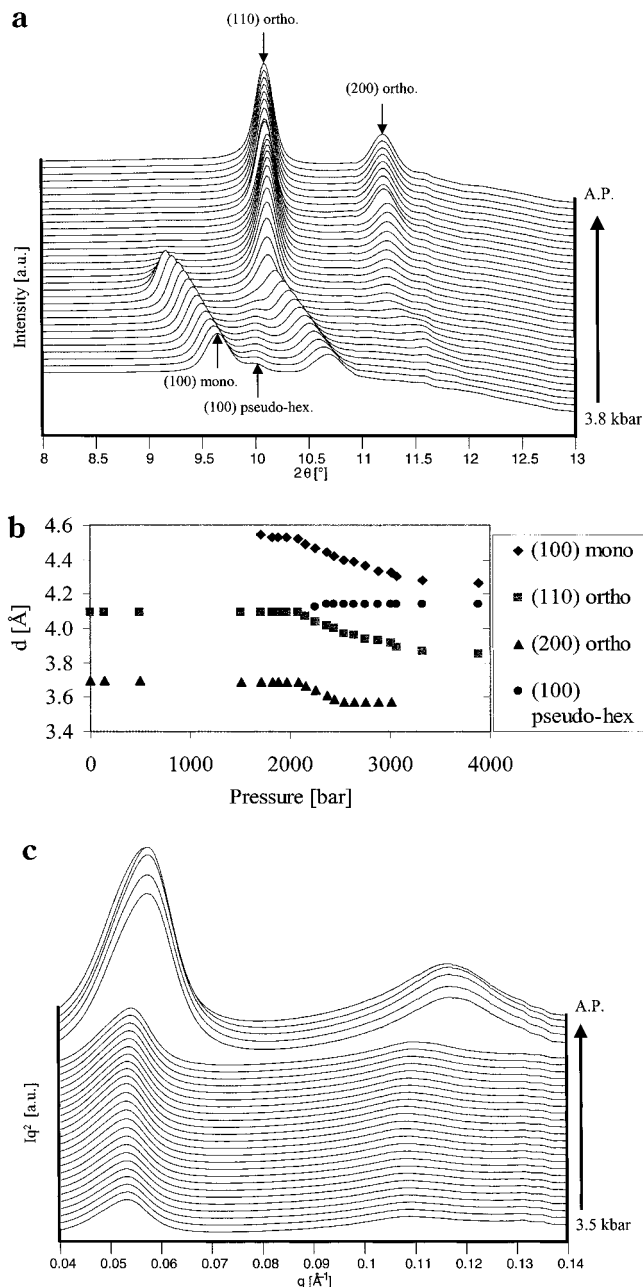 a
(110) ortho.
(200) ortho.
A.P.
Intensity [a.u.]
(100) mono.
(100) pseudo-hex.
3.8 kbar
8 8.5 9 9.5 10 10.5 11 11.5 12 12.5 13
2θ [°]
b
4.6
4.4
4.2
4.0
3.8
3.6
3.4
d [Å]
0 1000 2000 3000 4000
Pressure [bar]
(100) mono
(110) ortho
(200) ortho
(100)
pseudo-hex
c
A.P.
Iq² [a.u.]
3.5 kbar
0.04 0.05 0.06 0.07 0.08 0.09 0.1 0.11 0.12 0.13 0.14
q [Å⁻¹]